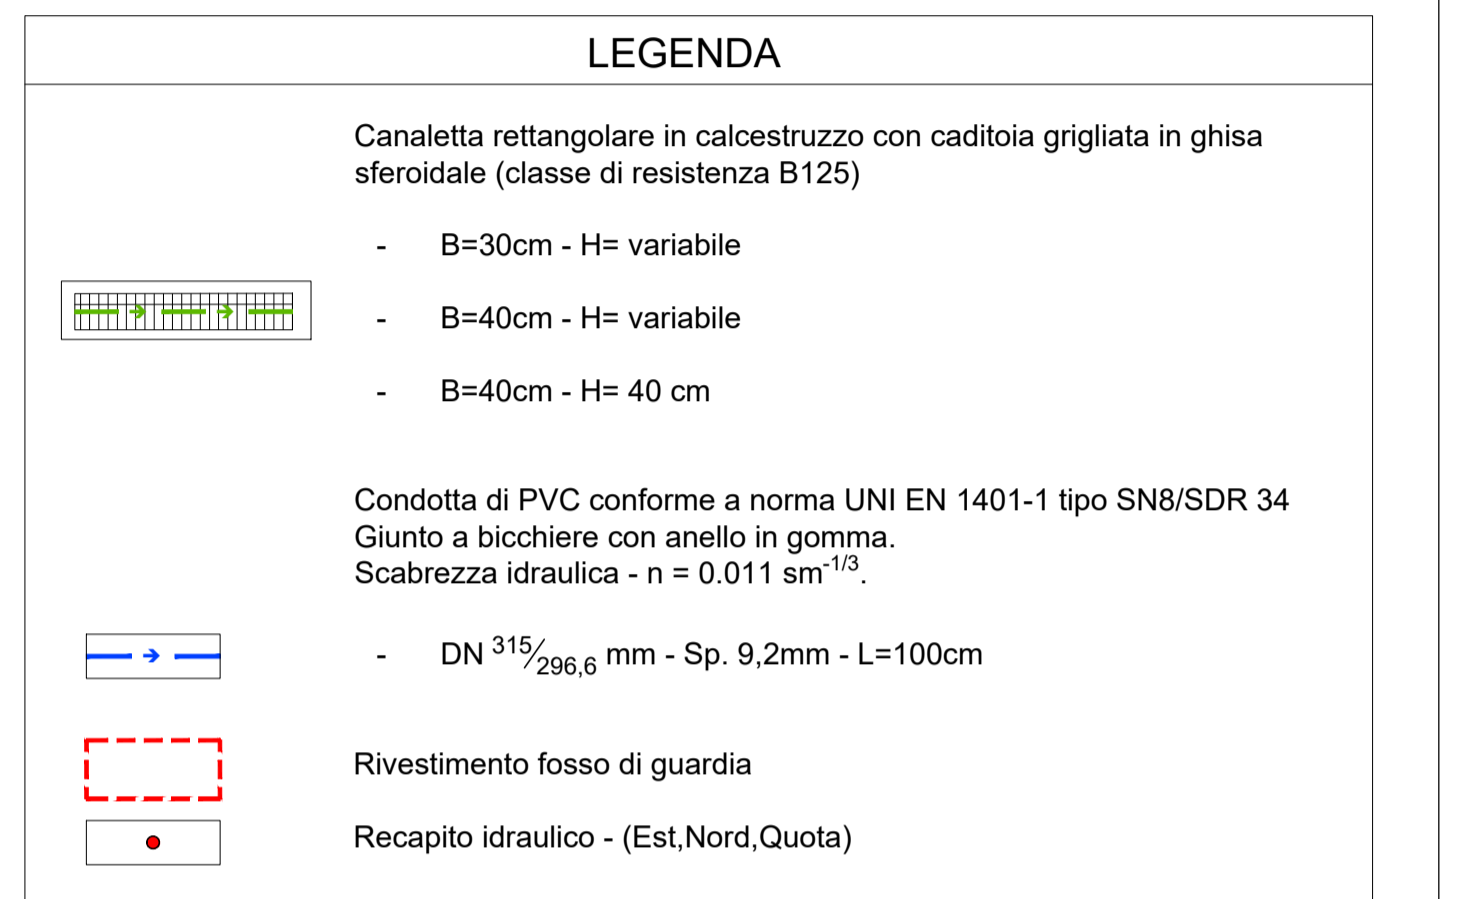 LEGENDA
Canaletta rettangolare in calcestruzzo con caditoia grigliata in ghisa
sferoidale (classe di resistenza B125)
- B=30cm - H= variabile
- B=40cm - H= variabile
- B=40cm - H= 40 cm
Condotta di PVC conforme a norma UNI EN 1401-1 tipo SN8/SDR 34
Giunto a bicchiere con anello in gomma.
Scabrezza idraulica - n = 0.011 sm⁻¹ᐟ³.
- DN 315/296,6 mm - Sp. 9,2mm - L=100cm
Rivestimento fosso di guardia
Recapito idraulico - (Est,Nord,Quota)